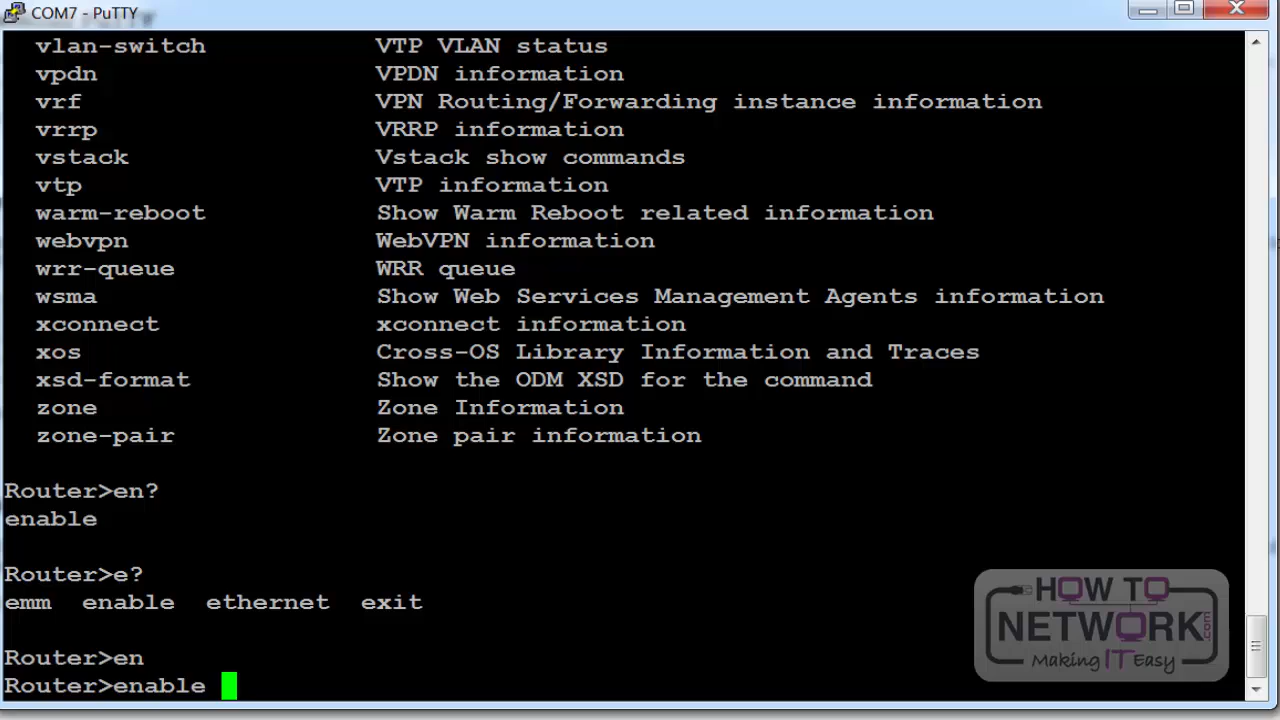 COM7 - PuTTY
vlan-switch VTP VLAN status
vpdn VPDN information
vrf VPN Routing/Forwarding instance information
vrrp VRRP information
vstack Vstack show commands
vtp VTP information
warm-reboot Show Warm Reboot related information
webvpn WebVPN information
wrr-queue WRR queue
wsma Show Web Services Management Agents information
xconnect xconnect information
xos Cross-OS Library Information and Traces
xsd-format Show the ODM XSD for the command
zone Zone Information
zone-pair Zone pair information
Router>en?
enable
Router>e?
emm enable ethernet exit
Router>en
Router>enable
HOW TO
NETWORK.com
Making IT Easy